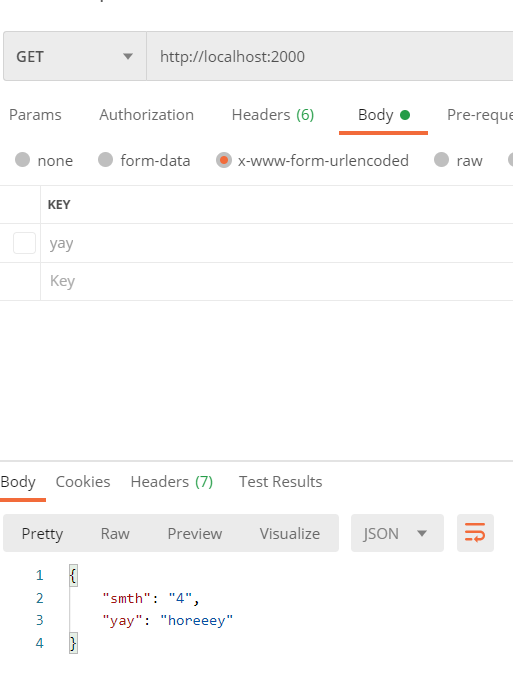 GET http://localhost:2000
Params Authorization Headers (6) Body Pre-reque
none form-data x-www-form-urlencoded raw
KEY
yay
Key
Body Cookies Headers (7) Test Results
Pretty Raw Preview Visualize JSON
1 {
2 "smth": "4",
3 "yay": "horeeey"
4 }